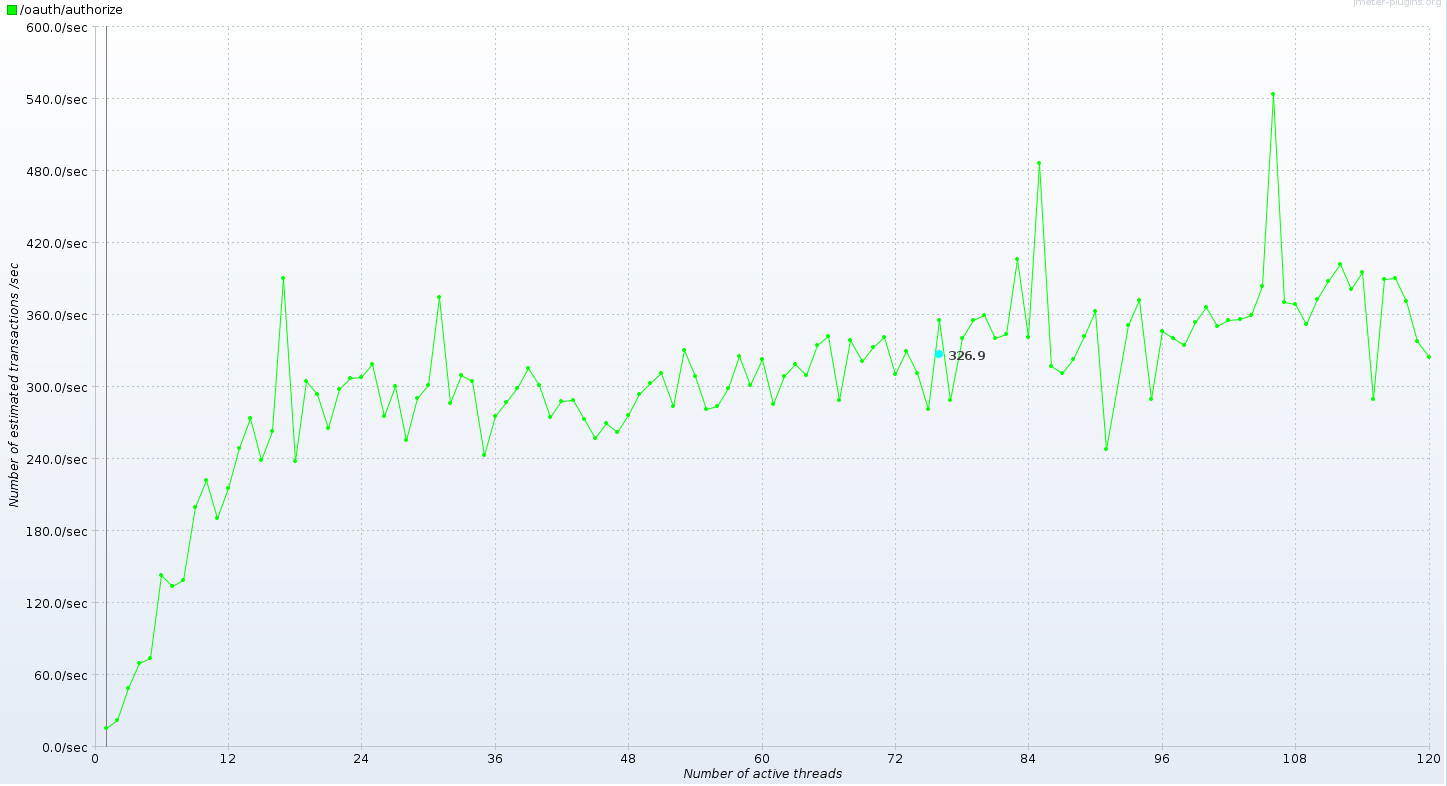 /oauth/authorize
jmeter-plugins.org
600.0/sec
540.0/sec
480.0/sec
420.0/sec
360.0/sec
300.0/sec
240.0/sec
180.0/sec
120.0/sec
60.0/sec
0.0/sec
Number of estimated transactions /sec
326.9
0 12 24 36 48 60 72 84 96 108 120
Number of active threads